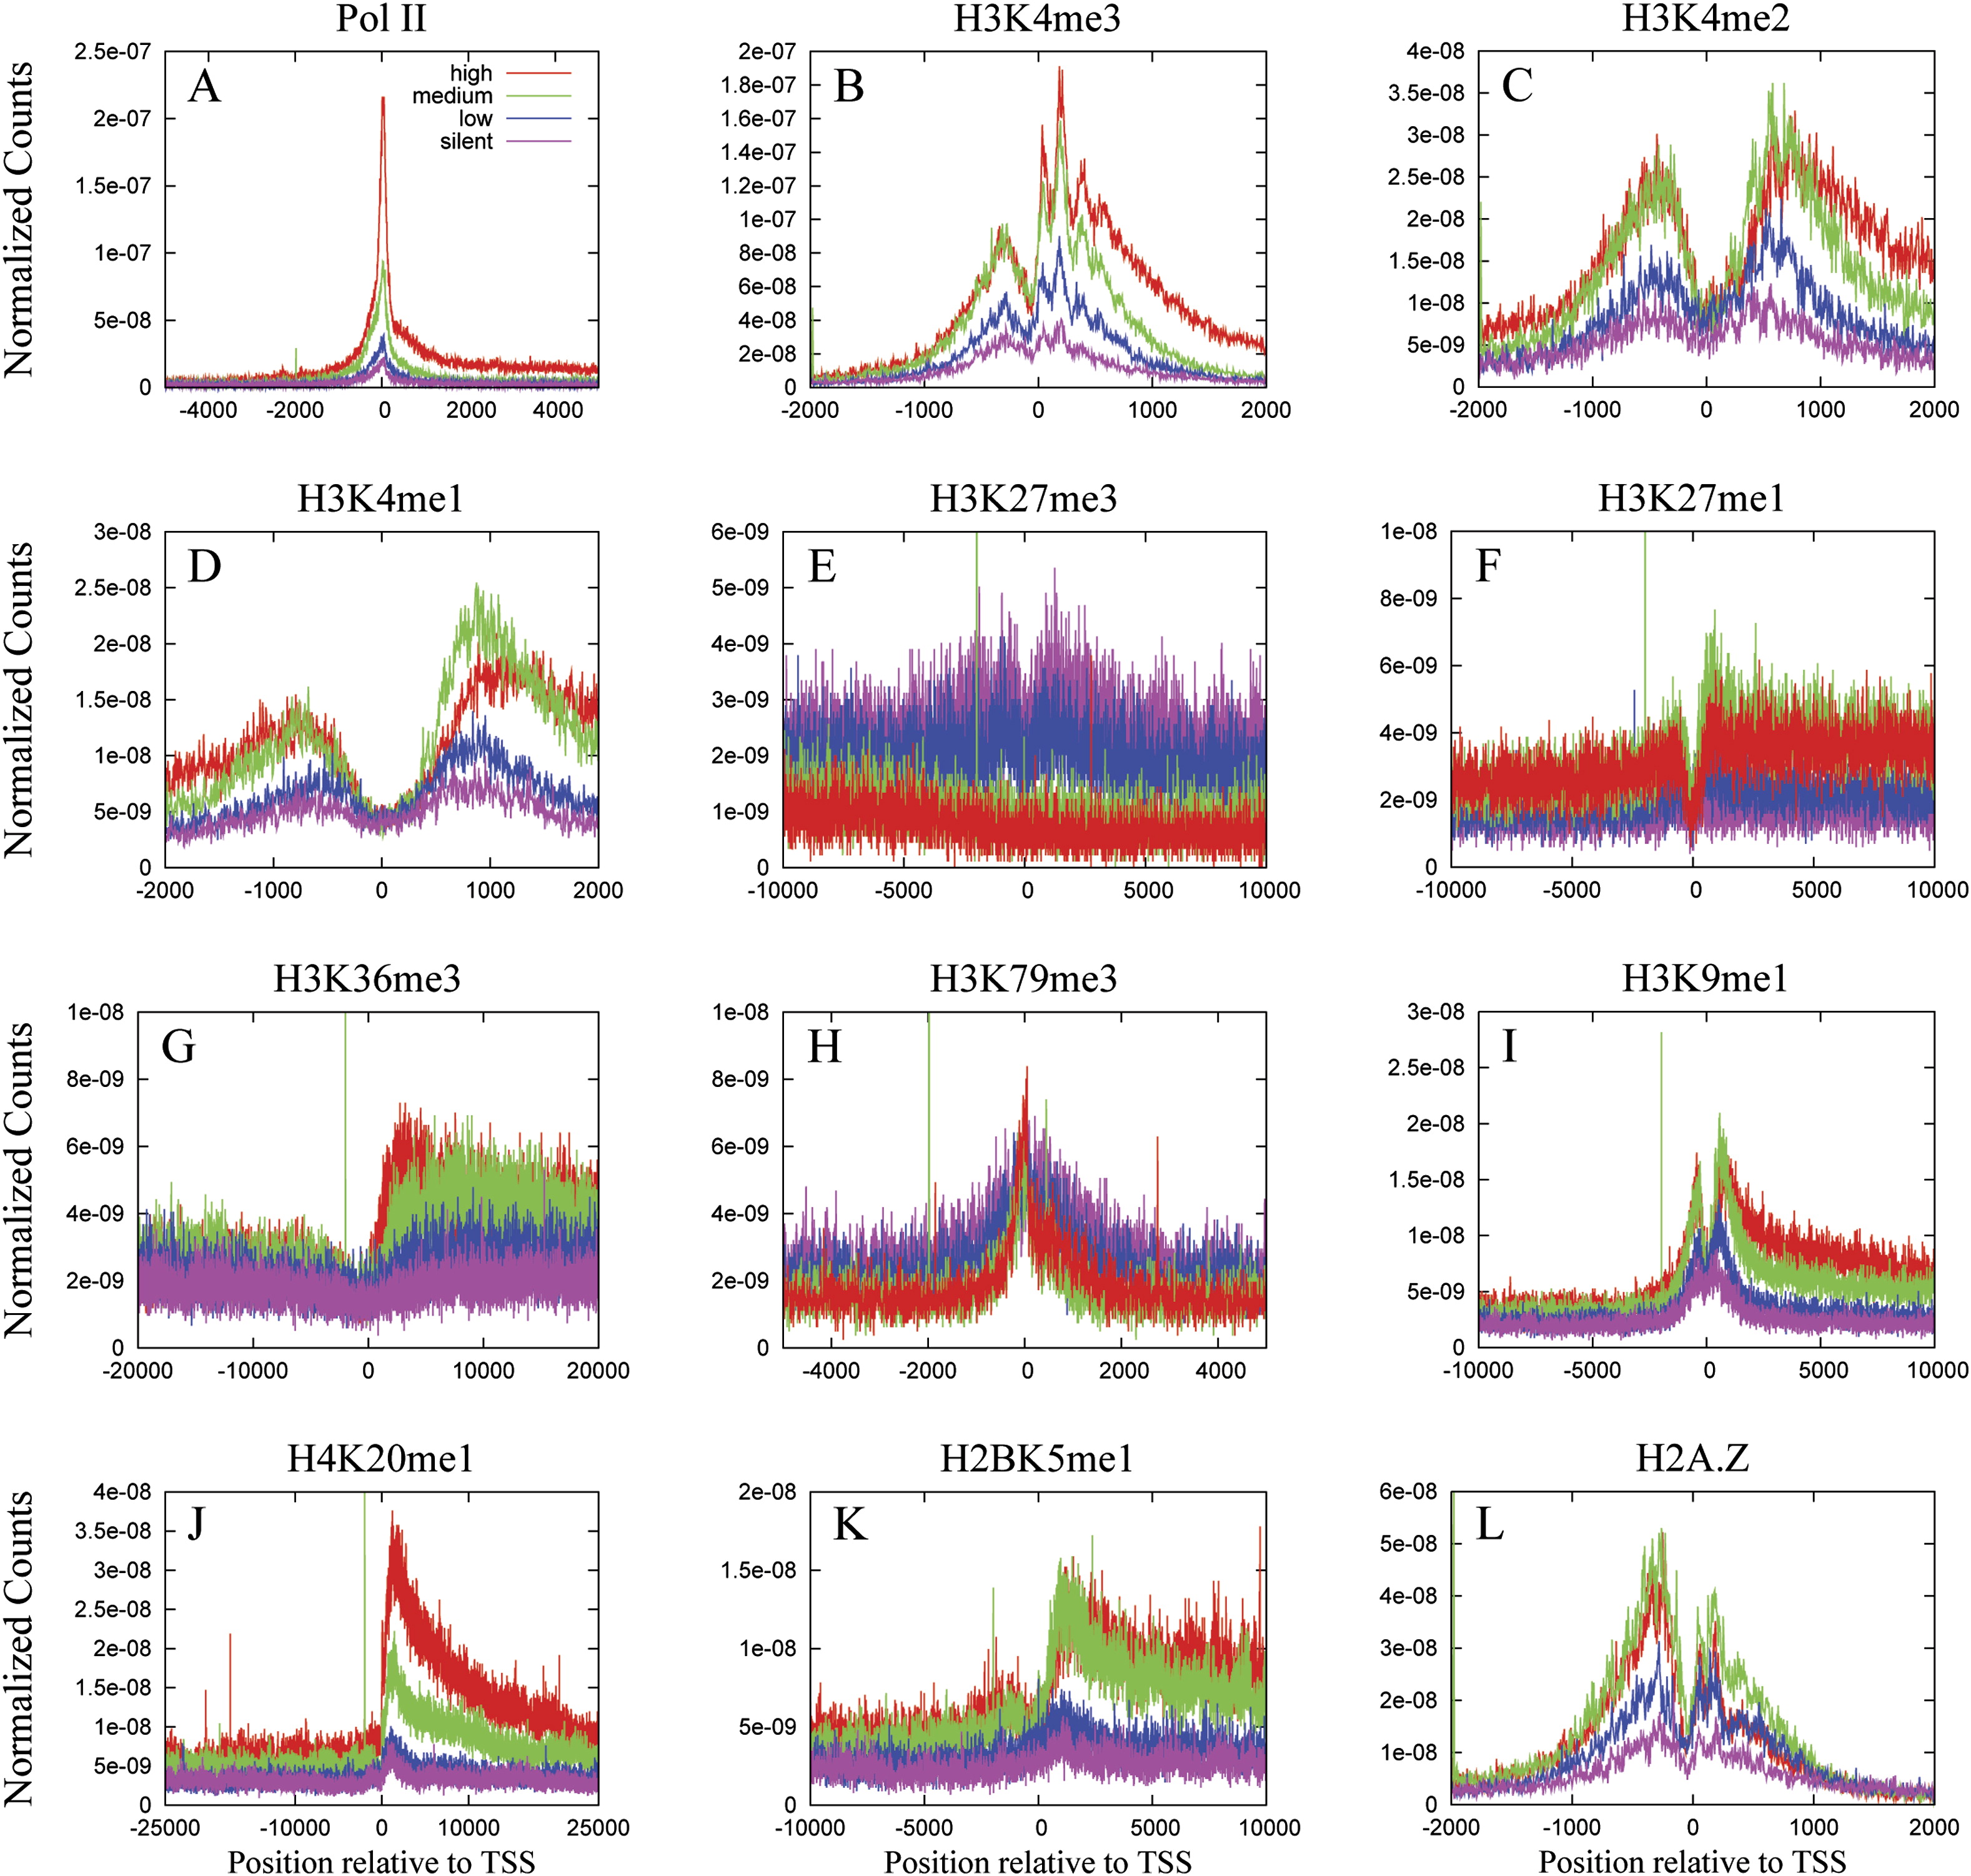 Pol II
H3K4me3
H3K4me2
Normalized Counts
A
high
medium
low
silent
2.5e-07
2e-07
1.5e-07
1e-07
5e-08
0
-4000 -2000 0 2000 4000
B
2e-07
1.8e-07
1.6e-07
1.4e-07
1.2e-07
1e-07
8e-08
6e-08
4e-08
2e-08
0
-2000 -1000 0 1000 2000
C
4e-08
3.5e-08
3e-08
2.5e-08
2e-08
1.5e-08
1e-08
5e-09
0
-2000 -1000 0 1000 2000
H3K4me1
H3K27me3
H3K27me1
Normalized Counts
D
3e-08
2.5e-08
2e-08
1.5e-08
1e-08
5e-09
0
-2000 -1000 0 1000 2000
E
6e-09
5e-09
4e-09
3e-09
2e-09
1e-09
0
-10000 -5000 0 5000 10000
F
1e-08
8e-09
6e-09
4e-09
2e-09
0
-10000 -5000 0 5000 10000
H3K36me3
H3K79me3
H3K9me1
Normalized Counts
G
1e-08
8e-09
6e-09
4e-09
2e-09
0
-20000 -10000 0 10000 20000
H
1e-08
8e-09
6e-09
4e-09
2e-09
0
-4000 -2000 0 2000 4000
I
3e-08
2.5e-08
2e-08
1.5e-08
1e-08
5e-09
0
-10000 -5000 0 5000 10000
H4K20me1
H2BK5me1
H2A.Z
Normalized Counts
J
4e-08
3.5e-08
3e-08
2.5e-08
2e-08
1.5e-08
1e-08
5e-09
0
-25000 -10000 0 10000 25000
Position relative to TSS
K
2e-08
1.5e-08
1e-08
5e-09
0
-10000 -5000 0 5000 10000
Position relative to TSS
L
6e-08
5e-08
4e-08
3e-08
2e-08
1e-08
0
-2000 -1000 0 1000 2000
Position relative to TSS